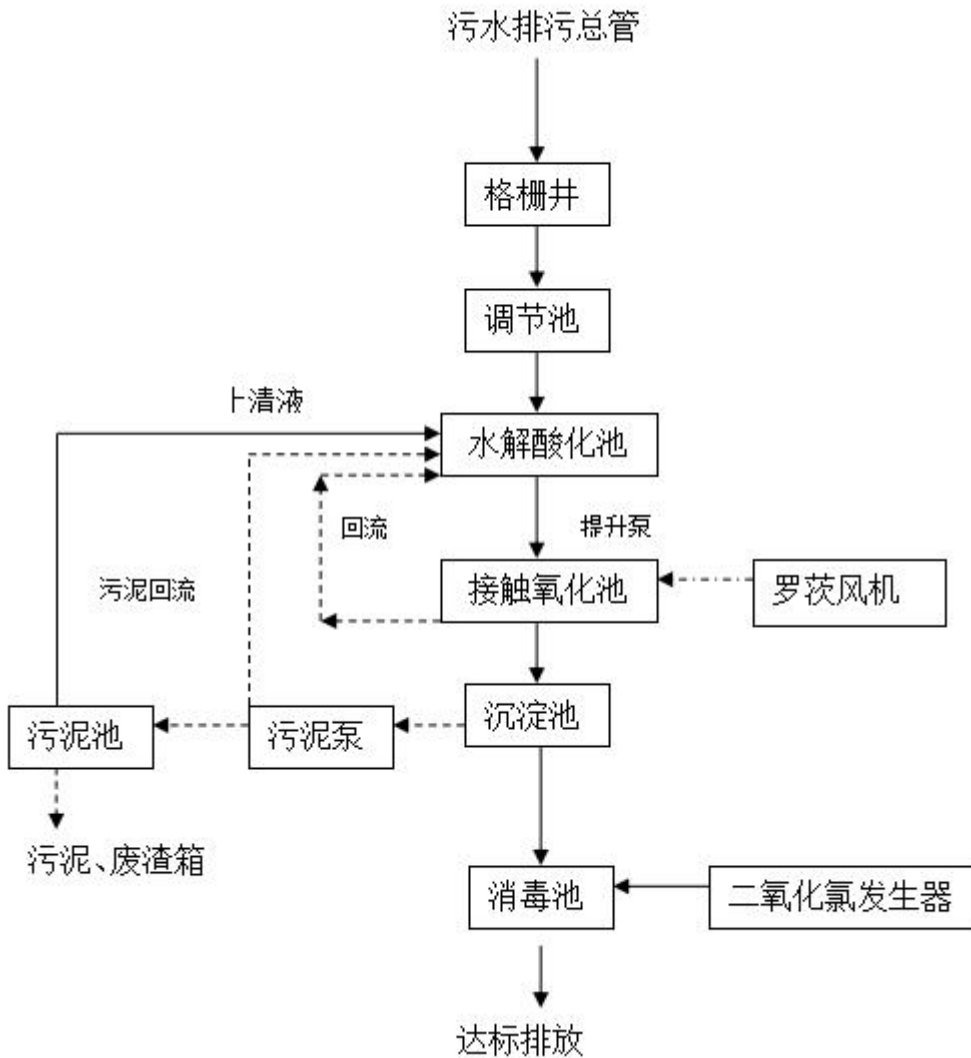 污水排污总管
格栅井
调节池
上清液
水解酸化池
回流
提升泵
污泥回流
接触氧化池
罗茨风机
沉淀池
污泥池
污泥泵
污泥、废渣箱
消毒池
二氧化氯发生器
达标排放